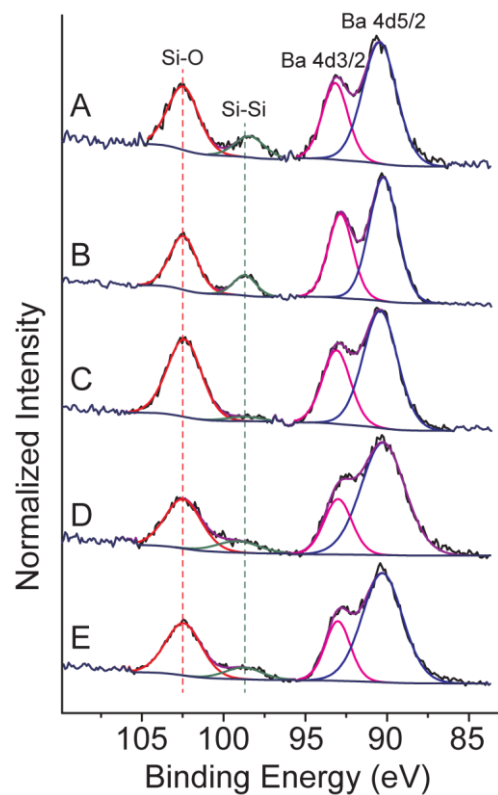 Ba 4d5/2
Si-O
Ba 4d3/2
Si-Si
A
B
C
D
E
Normalized Intensity
105 100 95 90 85
Binding Energy (eV)